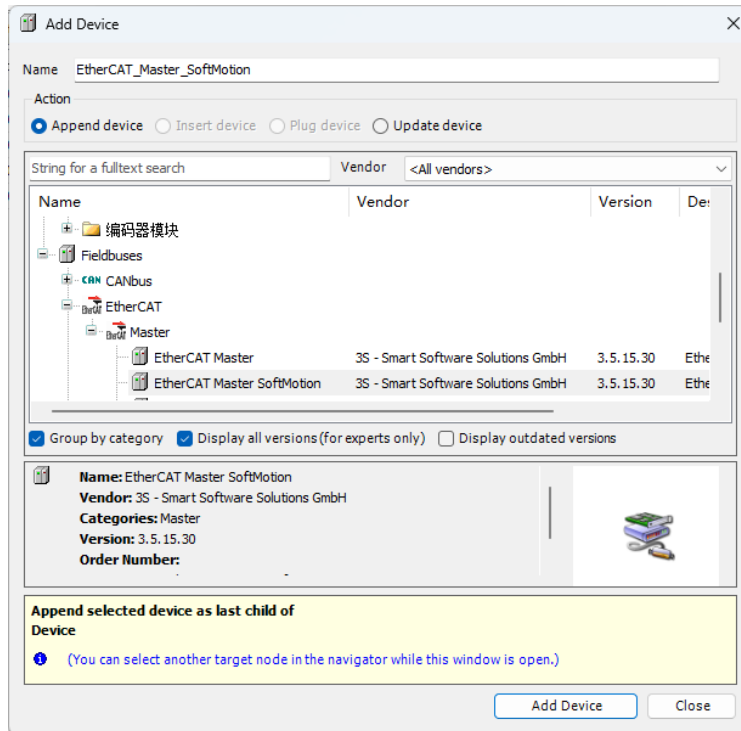 Add Device
Name EtherCAT_Master_SoftMotion
Action
Append device Insert device Plug device Update device
String for a fulltext search Vendor <All vendors>
Name Vendor Version
编码器模块
Fieldbuses
CAN CANbus
EtherCAT
Master
EtherCAT Master 3S - Smart Software Solutions GmbH 3.5.15.30 Ethe
EtherCAT Master SoftMotion 3S - Smart Software Solutions GmbH 3.5.15.30 Ethe
Group by category Display all versions (for experts only) Display outdated versions
Name: EtherCAT Master SoftMotion
Vendor: 3S - Smart Software Solutions GmbH
Categories: Master
Version: 3.5.15.30
Order Number:
Append selected device as last child of
Device
(You can select another target node in the navigator while this window is open.)
Add Device Close